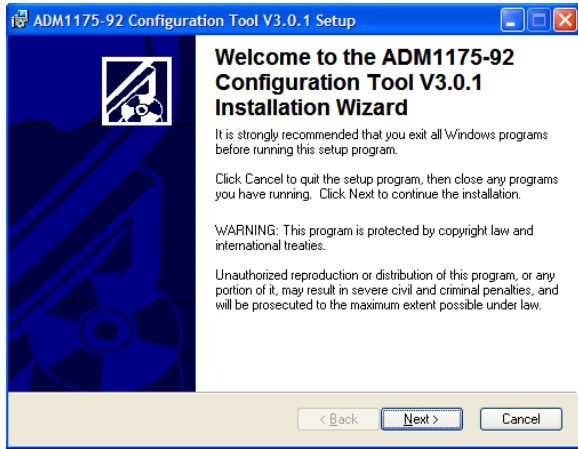 ADM1175-92 Configuration Tool V3.0.1 Setup
Welcome to the ADM1175-92
Configuration Tool V3.0.1
Installation Wizard
It is strongly recommended that you exit all Windows programs
before running this setup program.
Click Cancel to quit the setup program, then close any programs
you have running. Click Next to continue the installation.
WARNING: This program is protected by copyright law and
international treaties.
Unauthorized reproduction or distribution of this program, or any
portion of it, may result in severe civil and criminal penalties, and
will be prosecuted to the maximum extent possible under law.
< Back Next > Cancel